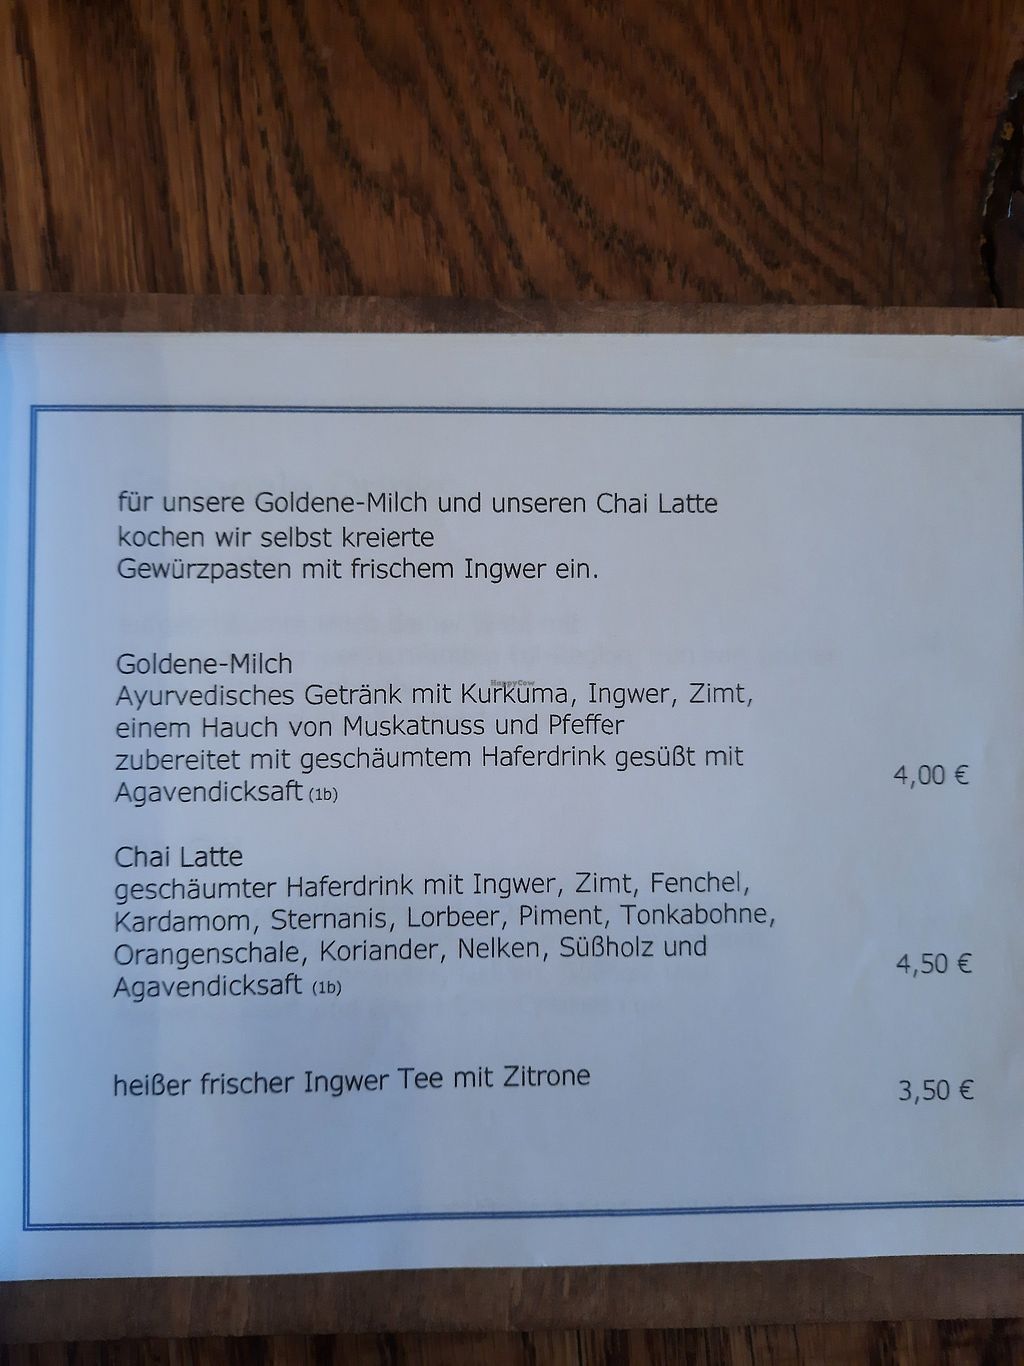 für unsere Goldene-Milch und unseren Chai Latte
kochen wir selbst kreierte
Gewürzpasten mit frischem Ingwer ein.
Goldene-Milch
HappyCow
Ayurvedisches Getränk mit Kurkuma, Ingwer, Zimt,
einem Hauch von Muskatnuss und Pfeffer
zubereitet mit geschäumtem Haferdrink gesüßt mit
Agavendicksaft (1b) 4,00 €
Chai Latte
geschäumter Haferdrink mit Ingwer, Zimt, Fenchel,
Kardamom, Sternanis, Lorbeer, Piment, Tonkabohne,
Orangenschale, Koriander, Nelken, Süßholz und
Agavendicksaft (1b) 4,50 €
heißer frischer Ingwer Tee mit Zitrone 3,50 €